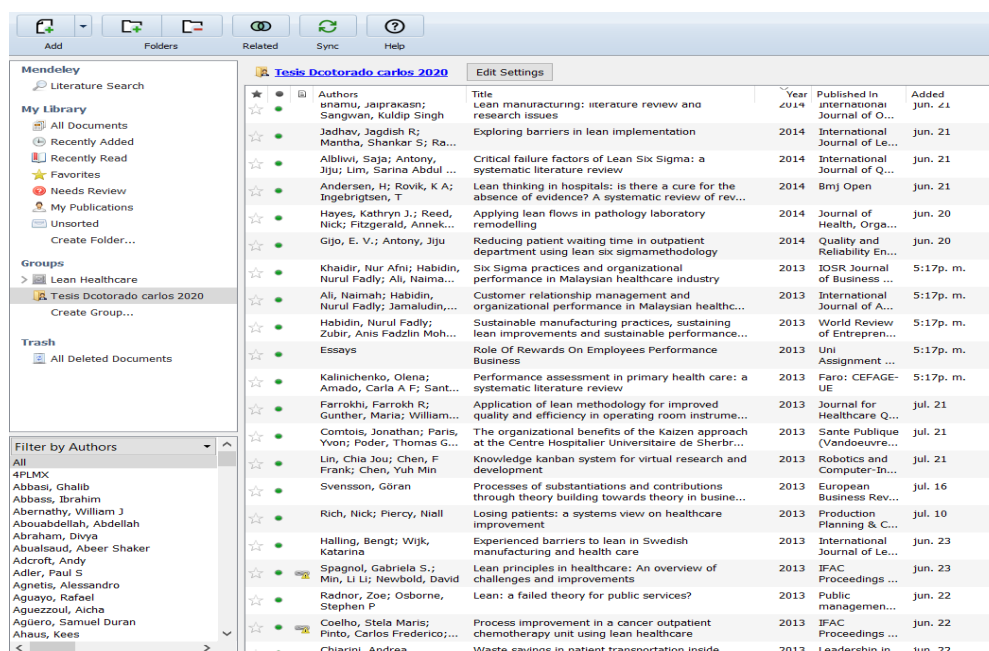 Add Folders Related Sync Help
Mendeley
Literature Search
My Library
All Documents
Recently Added
Recently Read
Favorites
Needs Review
My Publications
Unsorted
Create Folder...
Groups
Lean Healthcare
Tesis Dcotorado carlos 2020
Create Group...
Trash
All Deleted Documents
Filter by Authors
All
4PLMX
Abbasi, Ghalib
Abbass, Ibrahim
Abernathy, William J
Abouabdellah, Abdellah
Abraham, Divya
Abualsaud, Abeer Shaker
Adcroft, Andy
Adler, Paul S
Agnetis, Alessandro
Aguayo, Rafael
Aguezzoul, Aicha
Agüero, Samuel Duran
Ahaus, Kees
Tesis Dcotorado carlos 2020 Edit Settings
Authors Title Year Published In Added
Bhamu, Jaiprakash; Lean manufacturing: literature review and 2014 International jun. 21
Sangwan, Kuldip Singh research issues Journal of O...
Jadhav, Jagdish R; Exploring barriers in lean implementation 2014 International jun. 21
Mantha, Shankar S; Ra... Journal of Le...
Alblivi, Saja; Antony, Critical failure factors of Lean Six Sigma: a 2014 International jun. 21
Jiju; Lim, Sarina Abdul ... systematic literature review Journal of Q...
Andersen, H; Rovik, K A; Lean thinking in hospitals: is there a cure for the 2014 Bmj Open jun. 21
Ingebrigtsen, T absence of evidence? A systematic review of rev...
Hayes, Kathryn J.; Reed, Applying lean flows in pathology laboratory 2014 Journal of jun. 20
Nick; Fitzgerald, Annek... remodelling Health, Orga...
Gijo, E. V.; Antony, Jiju Reducing patient waiting time in outpatient 2014 Quality and jun. 20
department using lean six sigmamethodology Reliability En...
Khaidir, Nur Afni; Habidin, Six Sigma practices and organizational 2013 IOSR Journal 5:17p. m.
Nurul Fadly; Ali, Naima... performance in Malaysian healthcare industry of Business ...
Ali, Naimah; Habidin, Customer relationship management and 2013 International 5:17p. m.
Nurul Fadly; Jamaludin,... organizational performance in Malaysian healthc... Journal of A...
Habidin, Nurul Fadly; Sustainable manufacturing practices, sustaining 2013 World Review 5:17p. m.
Zubir, Anis Fadzlin Moh... lean improvements and sustainable performance... of Entrepren...
Essays Role Of Rewards On Employees Performance 2013 Uni 5:17p. m.
Business Assignment ...
Kalinichenko, Olena; Performance assessment in primary health care: a 2013 Faro: CEFAGE- 5:17p. m.
Amado, Carla A F; Sant... systematic literature review UE
Farrokhi, Farrokh R; Application of lean methodology for improved 2013 Journal for jul. 21
Gunther, Maria; William... quality and efficiency in operating room instrume... Healthcare Q...
Comtois, Jonathan; Paris, The organizational benefits of the Kaizen approach 2013 Sante Publique jul. 21
Yvon; Poder, Thomas G... at the Centre Hospitalier Universitaire de Sherbr... (Vandoeuvre...
Lin, Chia Jou; Chen, F Knowledge kanban system for virtual research and 2013 Robotics and jul. 21
Frank; Chen, Yuh Min development Computer-In...
Svensson, Göran Processes of substantiations and contributions 2013 European jul. 16
through theory building towards theory in busine... Business Rev...
Rich, Nick; Piercy, Niall Losing patients: a systems view on healthcare 2013 Production jul. 10
improvement Planning & C...
Halling, Bengt; Wijk, Experienced barriers to lean in Swedish 2013 International jun. 23
Katarina manufacturing and health care Journal of Le...
Spagnol, Gabriela S.; Lean principles in healthcare: An overview of 2013 IFAC jun. 23
Min, Li Li; Newbold, David challenges and improvements Proceedings ...
Radnor, Zoe; Osborne, Lean: a failed theory for public services? 2013 Public jun. 22
Stephen P managemen...
Coelho, Stela Maris; Process improvement in a cancer outpatient 2013 IFAC jun. 22
Pinto, Carlos Frederico;... chemotherapy unit using lean healthcare Proceedings ...
Chiarini, Andrea Waste savings in patient transportation inside 2013 Leadership in jun. 22